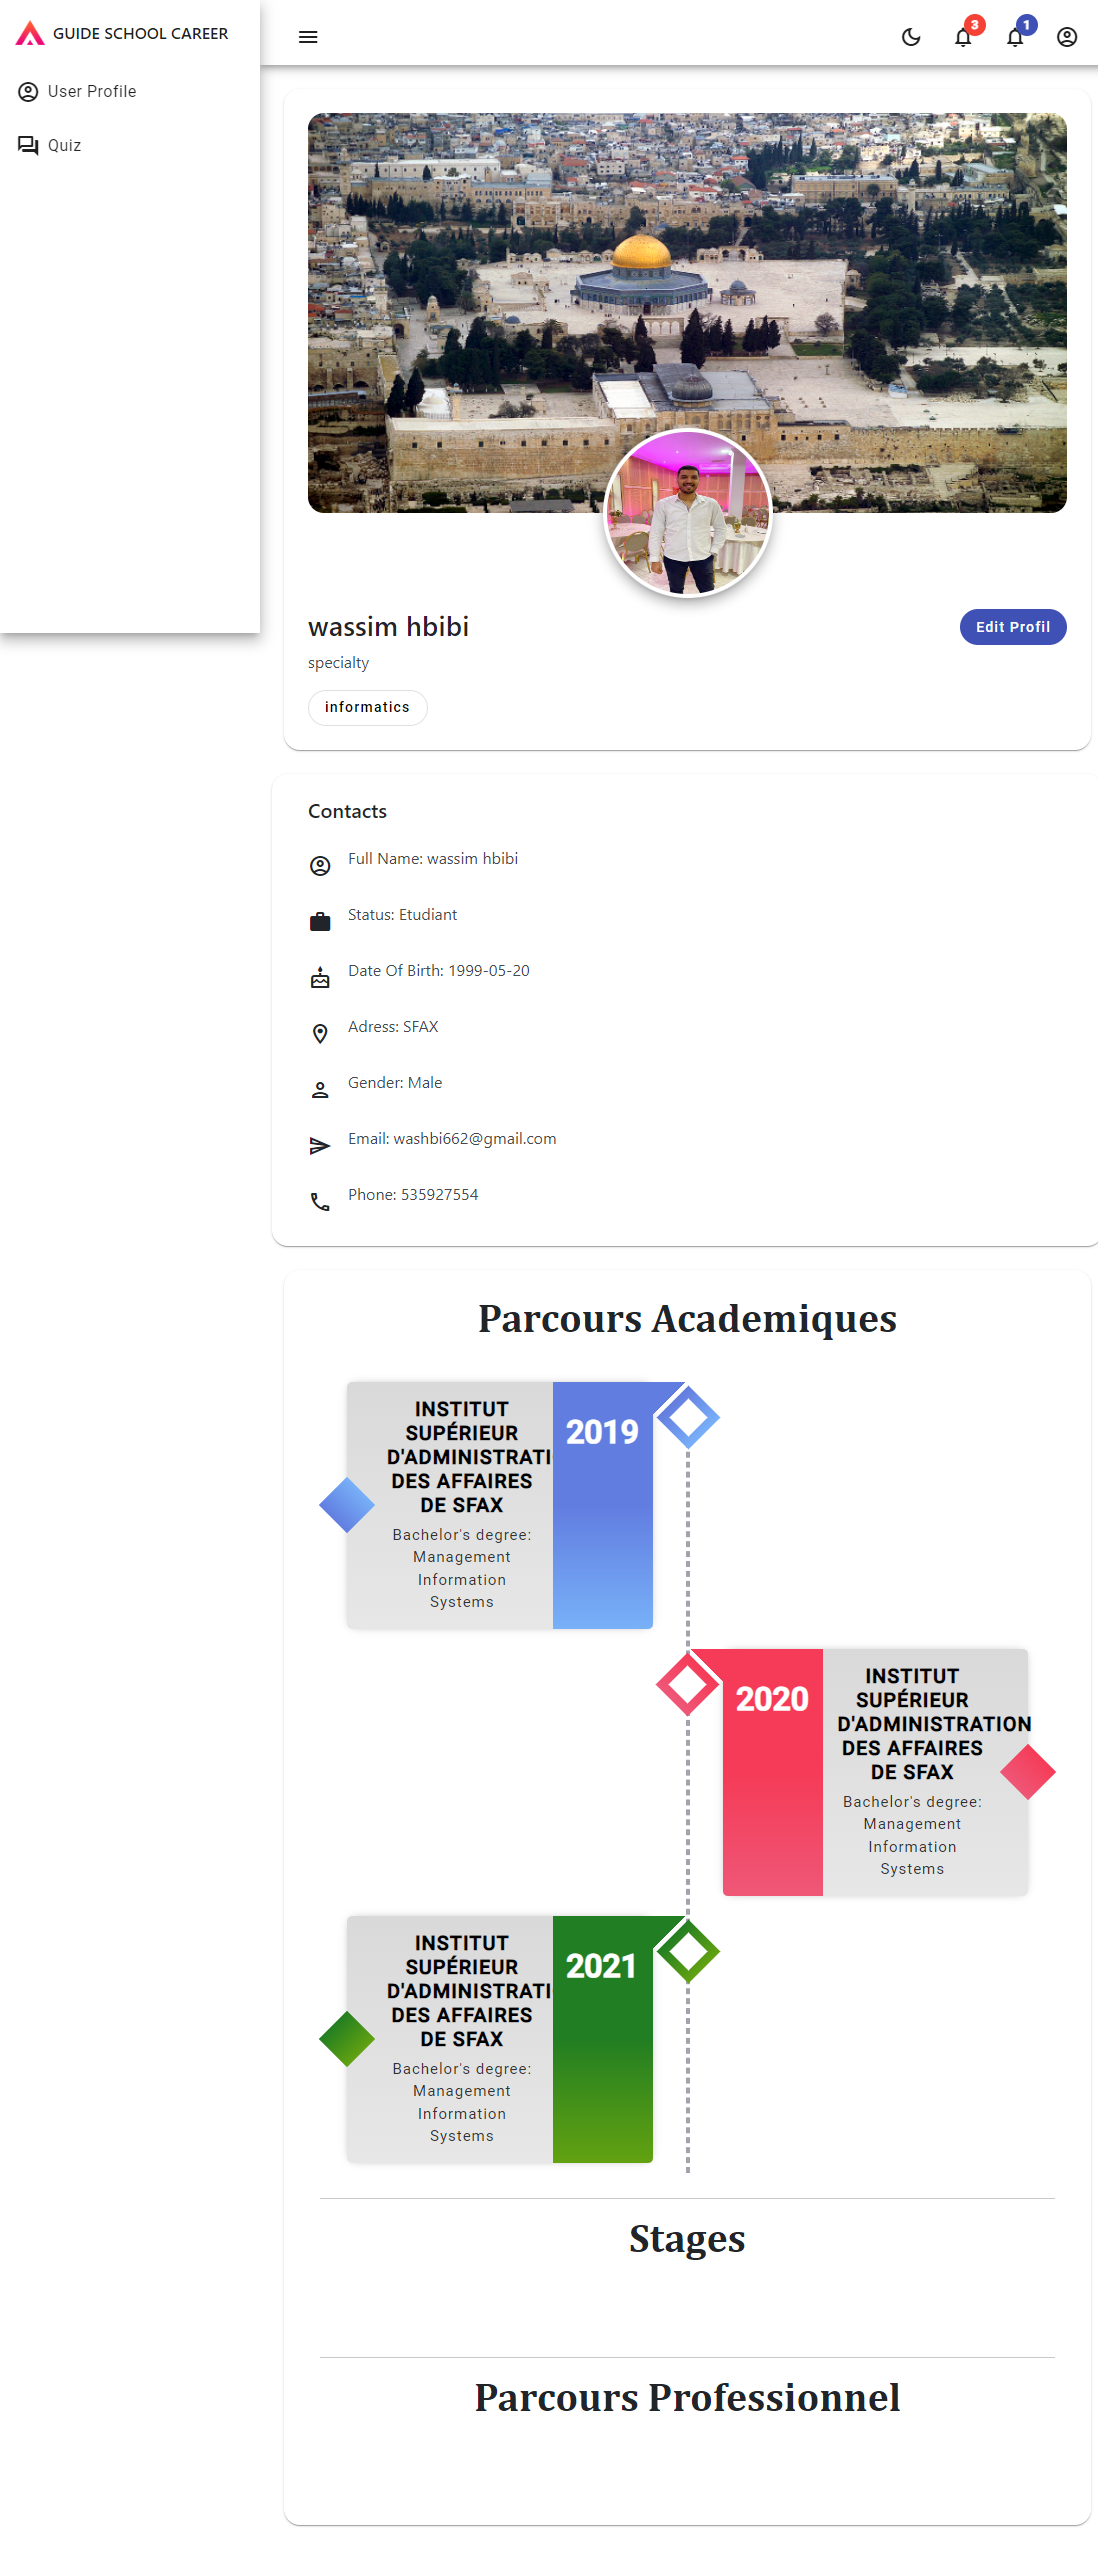 GUIDE SCHOOL CAREER
3
1
User Profile
Quiz
wassim hbibi
Edit Profil
specialty
informatics
Contacts
Full Name: wassim hbibi
Status: Etudiant
Date Of Birth: 1999-05-20
Adress: SFAX
Gender: Male
Email: washbi662@gmail.com
Phone: 535927554
Parcours Academiques
INSTITUT
SUPÉRIEUR
D'ADMINISTRATI
DES AFFAIRES
DE SFAX
Bachelor's degree:
Management
Information
Systems
2019
2020
INSTITUT
SUPÉRIEUR
D'ADMINISTRATION
DES AFFAIRES
DE SFAX
Bachelor's degree:
Management
Information
Systems
INSTITUT
SUPÉRIEUR
D'ADMINISTRATI
DES AFFAIRES
DE SFAX
Bachelor's degree:
Management
Information
Systems
2021
Stages
Parcours Professionnel